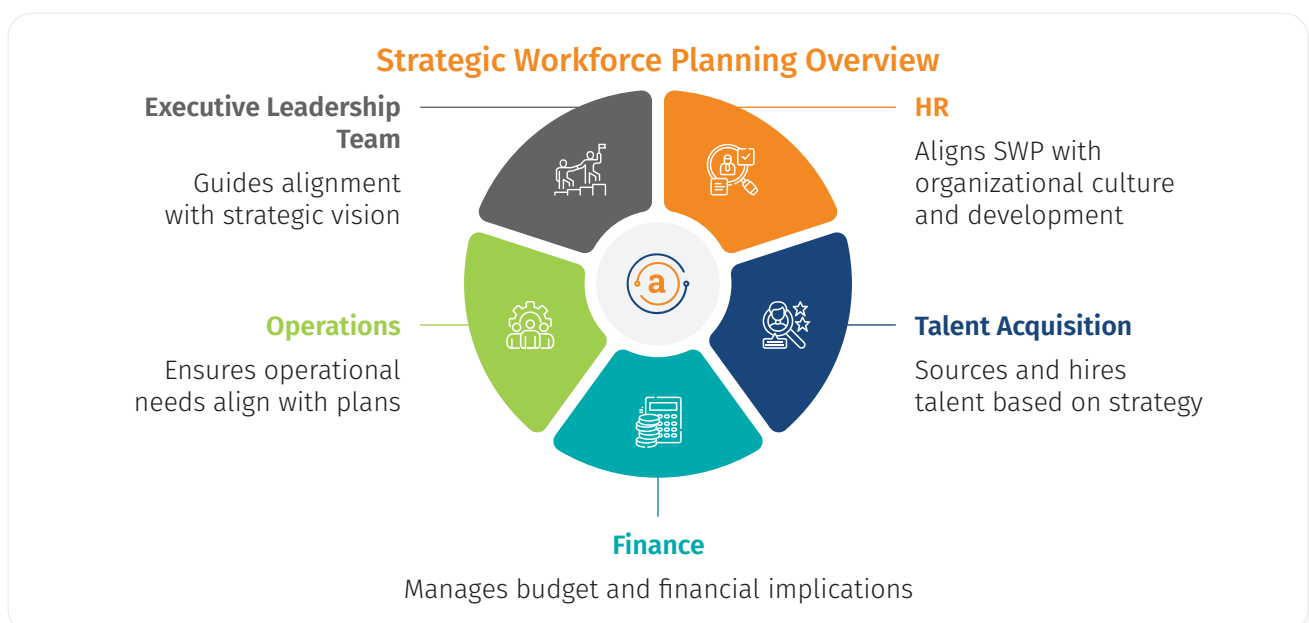 Strategic Workforce Planning Overview
Executive Leadership
Team
Guides alignment
with strategic vision
HR
Aligns SWP with
organizational culture
and development
Operations
Ensures operational
needs align with plans
a
Talent Acquisition
Sources and hires
talent based on strategy
Finance
Manages budget and financial implications